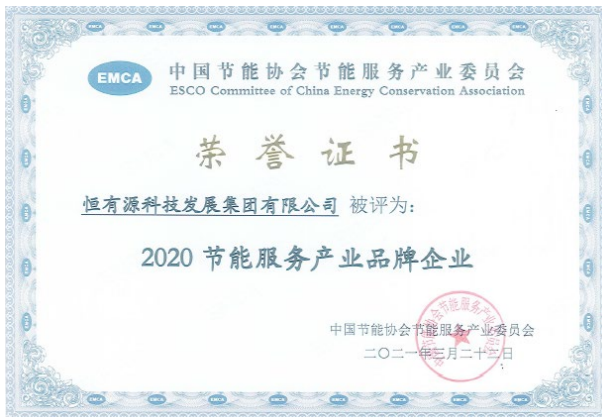 EMCA
中国节能协会节能服务产业委员会
ESCO Committee of China Energy Conservation Association
荣誉证书
恒有源科技发展集团有限公司 被评为：
2020 节能服务产业品牌企业
中国节能协会节能服务产业委员会
二〇二一年三月二十二日